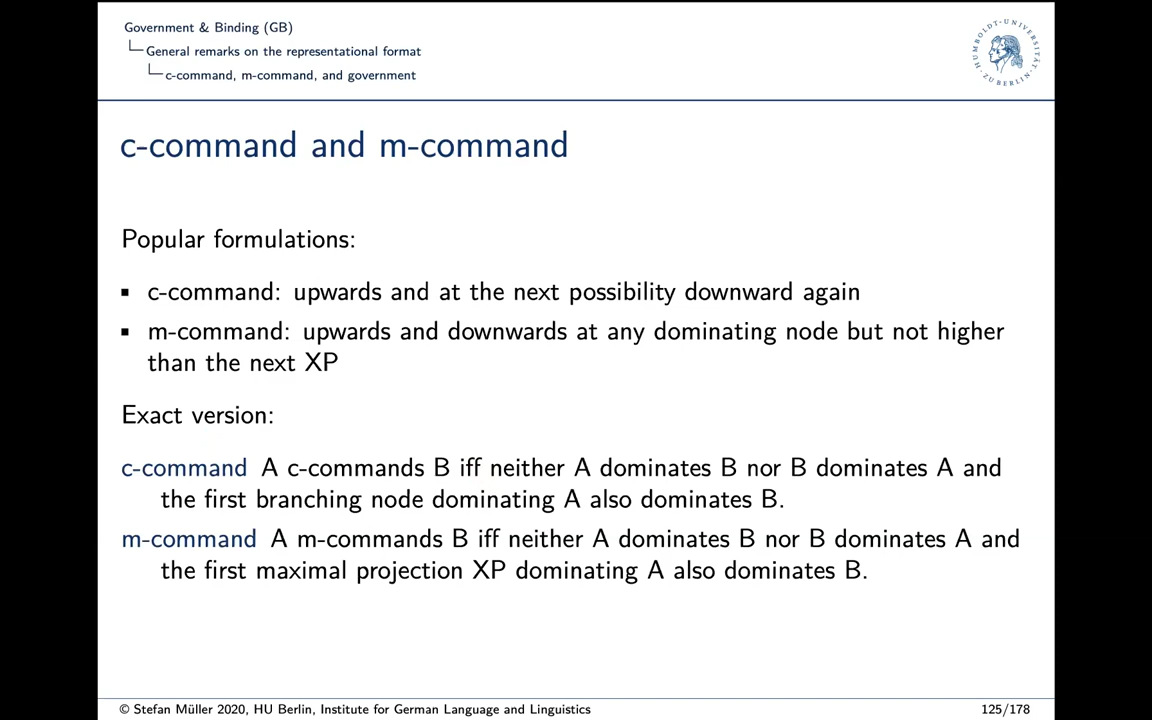 Government & Binding (GB)
General remarks on the representational format
c-command, m-command, and government
HUMBOLDT-UNIVERSITÄT ZU BERLIN
c-command and m-command
Popular formulations:
▪ c-command: upwards and at the next possibility downward again
▪ m-command: upwards and downwards at any dominating node but not higher
than the next XP
Exact version:
c-command A c-commands B iff neither A dominates B nor B dominates A and
the first branching node dominating A also dominates B.
m-command A m-commands B iff neither A dominates B nor B dominates A and
the first maximal projection XP dominating A also dominates B.
© Stefan Müller 2020, HU Berlin, Institute for German Language and Linguistics
125/178